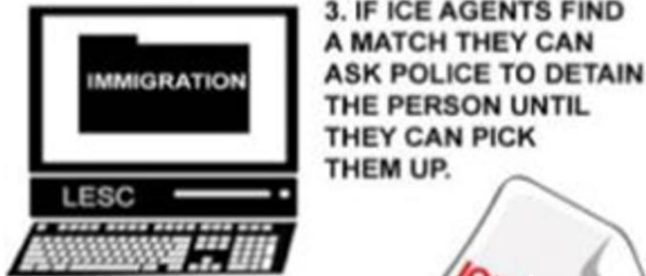 3. IF ICE AGENTS FIND
A MATCH THEY CAN
ASK POLICE TO DETAIN
THE PERSON UNTIL
THEY CAN PICK
THEM UP.
IMMIGRATION
LESC